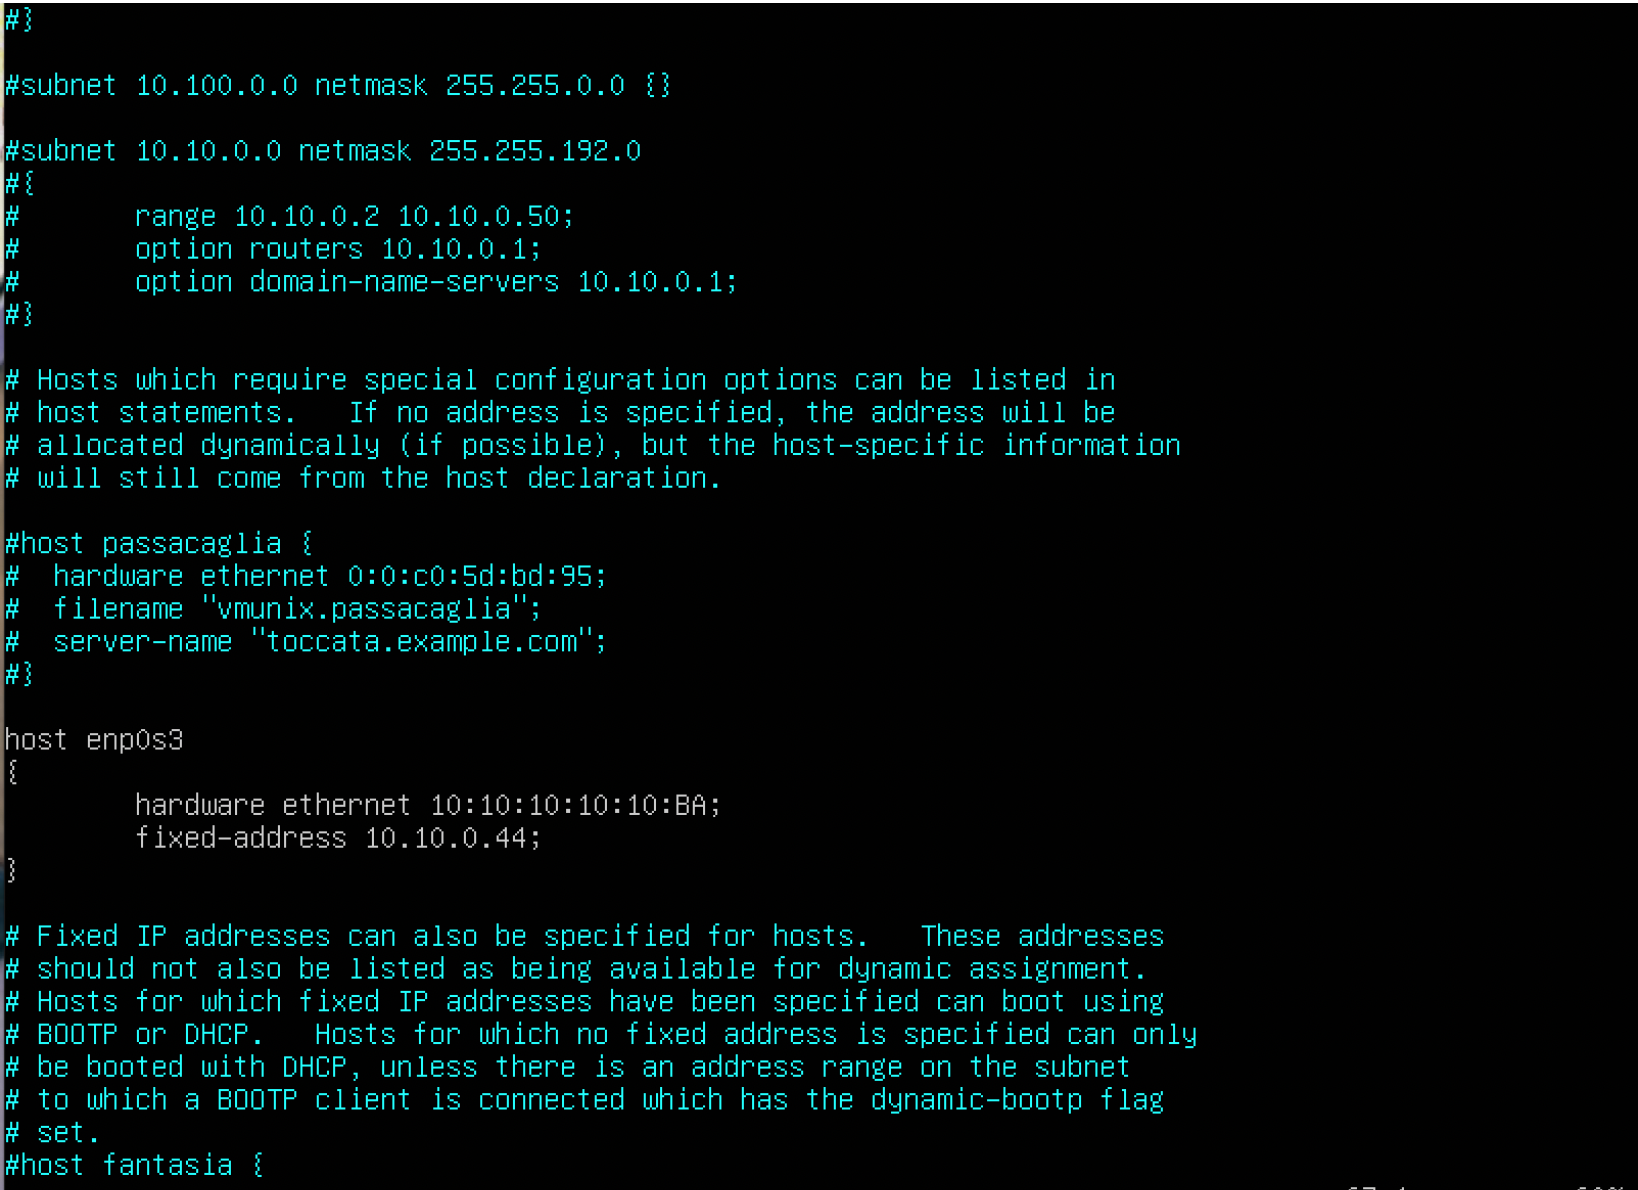 #}
#subnet 10.100.0.0 netmask 255.255.0.0 {}
#subnet 10.10.0.0 netmask 255.255.192.0
#{
#       range 10.10.0.2 10.10.0.50;
#       option routers 10.10.0.1;
#       option domain-name-servers 10.10.0.1;
#}
# Hosts which require special configuration options can be listed in
# host statements.   If no address is specified, the address will be
# allocated dynamically (if possible), but the host-specific information
# will still come from the host declaration.
#host passacaglia {
#  hardware ethernet 0:0:c0:5d:bd:95;
#  filename "vmunix.passacaglia";
#  server-name "toccata.example.com";
#}
host enp0s3
{
        hardware ethernet 10:10:10:10:10:BA;
        fixed-address 10.10.0.44;
}
# Fixed IP addresses can also be specified for hosts.   These addresses
# should not also be listed as being available for dynamic assignment.
# Hosts for which fixed IP addresses have been specified can boot using
# BOOTP or DHCP.   Hosts for which no fixed address is specified can only
# be booted with DHCP, unless there is an address range on the subnet
# to which a BOOTP client is connected which has the dynamic-bootp flag
# set.
#host fantasia {